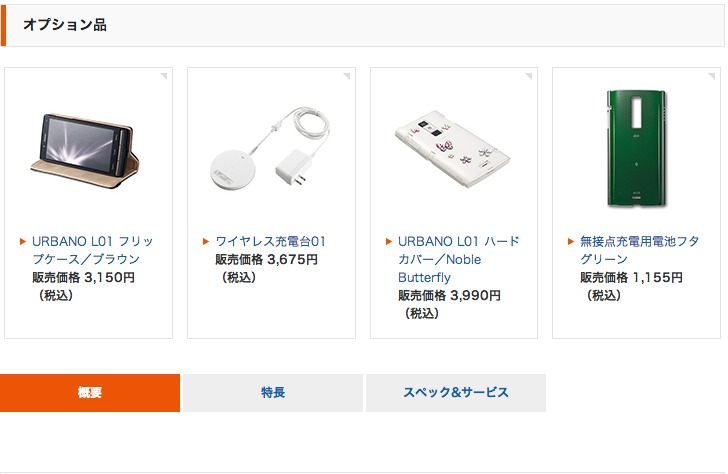 オプション品
URBANO L01 フリッ
プケース／ブラウン
販売価格 3,150円
（税込）
ワイヤレス充電台01
販売価格 3,675円
（税込）
URBANO L01 ハード
カバー／Noble
Butterfly
販売価格 3,990円
（税込）
無接点充電用電池フタ
グリーン
販売価格 1,155円
（税込）
概要
特長
スペック&サービス